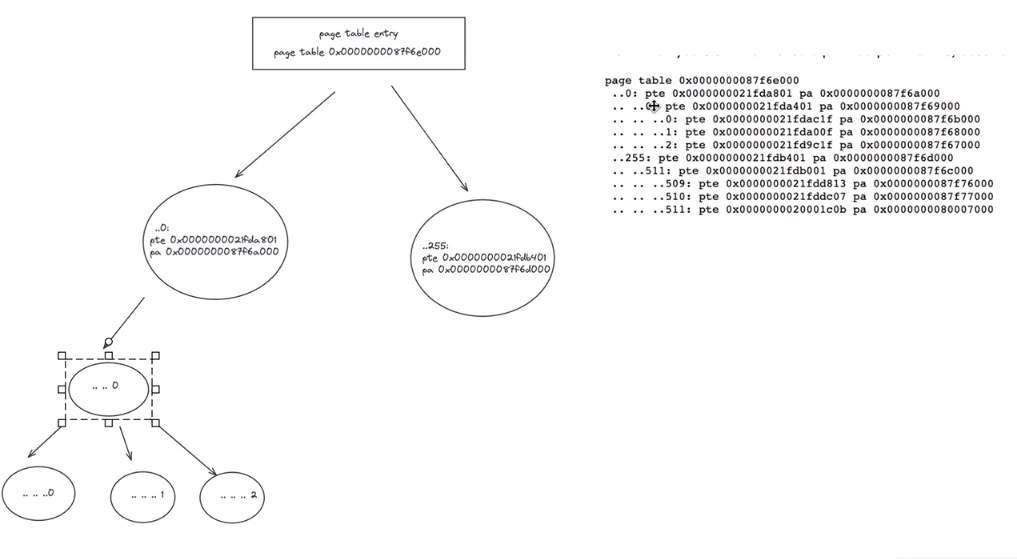 page table entry
page table 0x0000000087f6e000
..0:
pte 0x0000000021fda801
pa 0x0000000087f6a000
..255:
pte 0x0000000021fdb401
pa 0x0000000087f6d000
.. .. 0
.. .. ..0
.. .. .. 1
.. .. .. 2
page table 0x0000000087f6e000
..0: pte 0x0000000021fda801 pa 0x0000000087f6a000
.. .. pte 0x0000000021fda401 pa 0x0000000087f69000
.. .. ..0: pte 0x0000000021fdac1f pa 0x0000000087f6b000
.. .. ..1: pte 0x0000000021fda00f pa 0x0000000087f68000
.. .. ..2: pte 0x0000000021fd9c1f pa 0x0000000087f67000
..255: pte 0x0000000021fdb401 pa 0x0000000087f6d000
.. ..511: pte 0x0000000021fdb001 pa 0x0000000087f6c000
.. .. ..509: pte 0x0000000021fdd813 pa 0x0000000087f76000
.. .. ..510: pte 0x0000000021fddc07 pa 0x0000000087f77000
.. .. ..511: pte 0x0000000020001c0b pa 0x0000000080007000